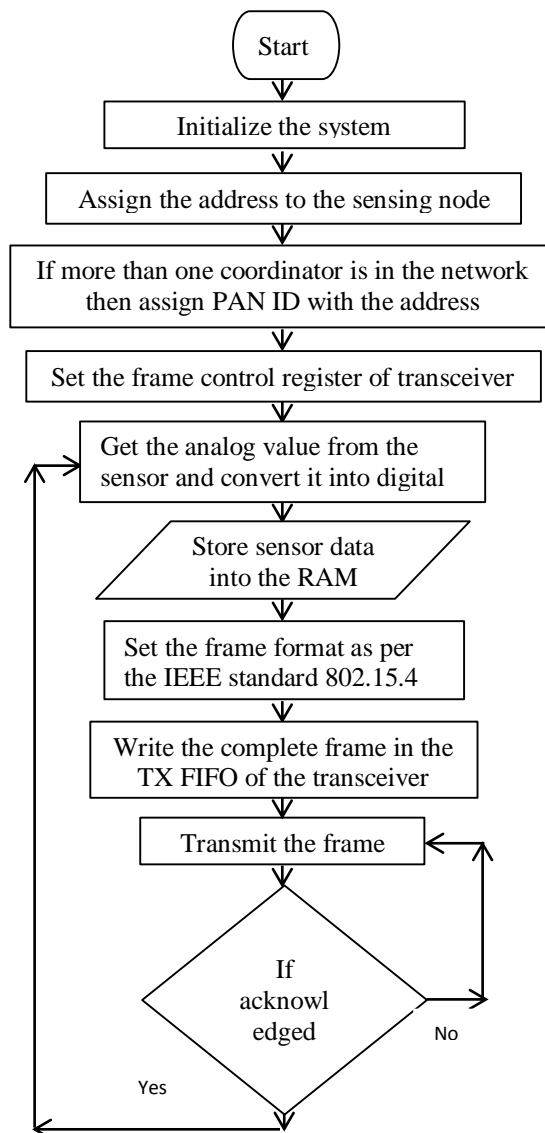 Start
Initialize the system
Assign the address to the sensing node
If more than one coordinator is in the network
then assign PAN ID with the address
Set the frame control register of transceiver
Get the analog value from the
sensor and convert it into digital
Store sensor data
into the RAM
Set the frame format as per
the IEEE standard 802.15.4
Write the complete frame in the
TX FIFO of the transceiver
Transmit the frame
If
acknowl
edged
No
Yes